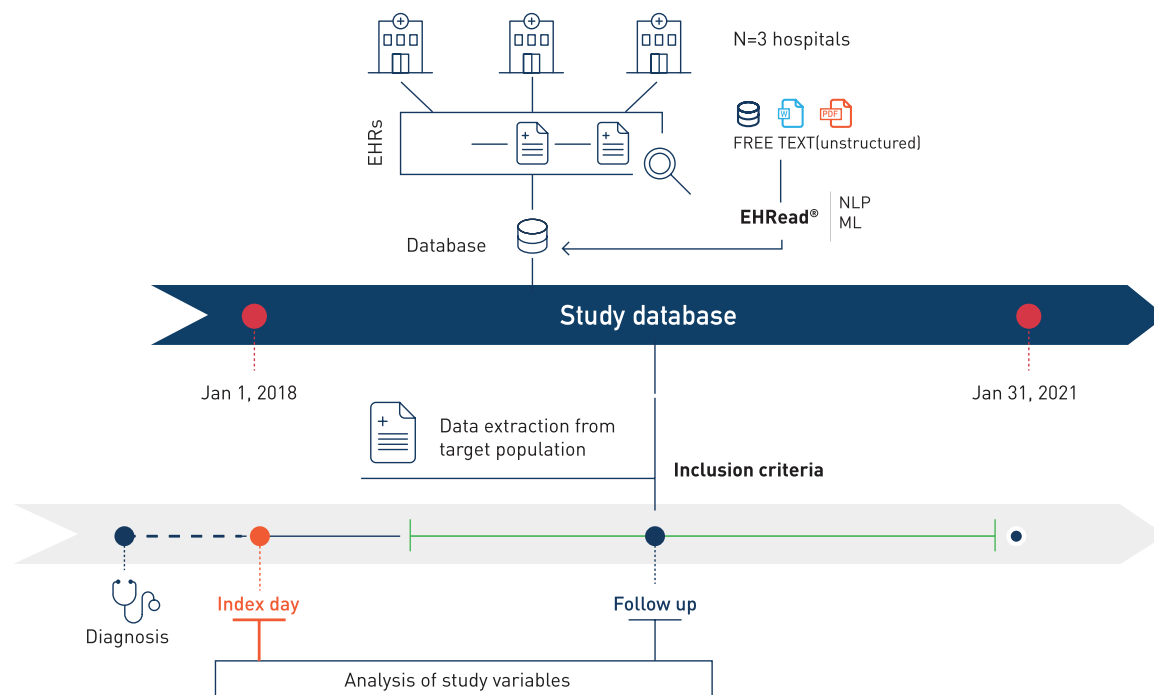 N=3 hospitals
EHRs
W
PDF
FREE TEXT(unstructured)
EHRead®
NLP
ML
Database
Study database
Jan 1, 2018
Jan 31, 2021
Data extraction from
target population
Inclusion criteria
Index day
Follow up
Diagnosis
Analysis of study variables